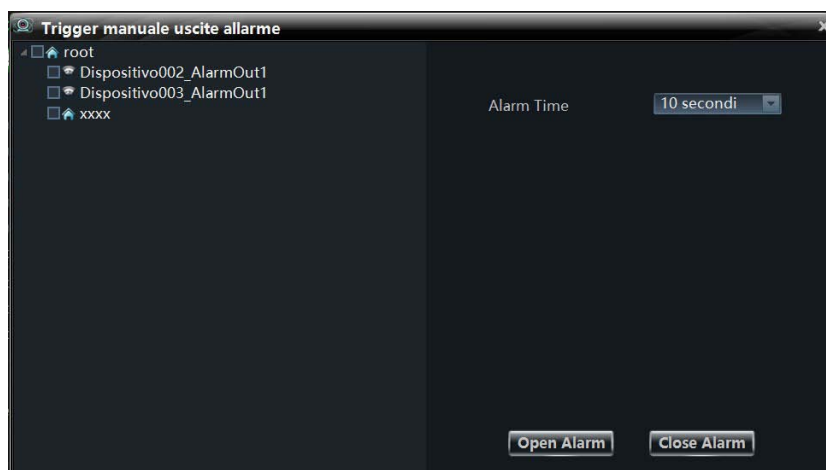 Trigger manuale uscite allarme
root
Dispositivo002_AlarmOut1
Dispositivo003_AlarmOut1
xxxx
Alarm Time
10 secondi
Open Alarm
Close Alarm